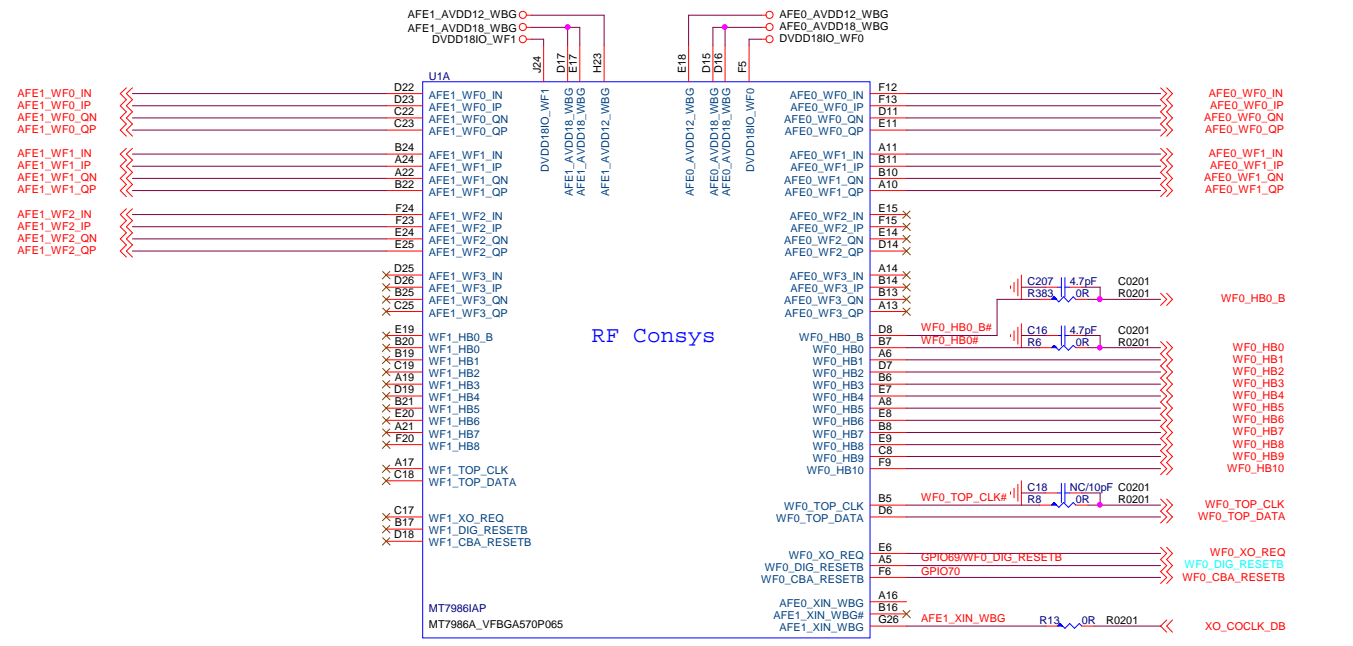 AFE1_AVDD12_WBG
AFE1_AVDD18_WBG
DVDD18IO_WF1
AFE0_AVDD12_WBG
AFE0_AVDD18_WBG
DVDD18IO_WF0
J24
D17
E17
H23
E18
D15
D16
F5
U1A
DVDD18IO_WF1
AFE1_AVDD18_WBG
AFE1_AVDD18_WBG
AFE1_AVDD12_WBG
AFE0_AVDD12_WBG
AFE0_AVDD18_WBG
AFE0_AVDD18_WBG
DVDD18IO_WF0
AFE1_WF0_IN D22 AFE1_WF0_IN
AFE1_WF0_IP D23 AFE1_WF0_IP
AFE1_WF0_QN C22 AFE1_WF0_QN
AFE1_WF0_QP C23 AFE1_WF0_QP
AFE1_WF1_IN B24 AFE1_WF1_IN
AFE1_WF1_IP A24 AFE1_WF1_IP
AFE1_WF1_QN A22 AFE1_WF1_QN
AFE1_WF1_QP B22 AFE1_WF1_QP
AFE1_WF2_IN F24 AFE1_WF2_IN
AFE1_WF2_IP F23 AFE1_WF2_IP
AFE1_WF2_QN E24 AFE1_WF2_QN
AFE1_WF2_QP E25 AFE1_WF2_QP
D25 AFE1_WF3_IN
D26 AFE1_WF3_IP
B25 AFE1_WF3_QN
C25 AFE1_WF3_QP
E19 WF1_HB0_B
B20 WF1_HB0
B19 WF1_HB1
C19 WF1_HB2
A19 WF1_HB3
D19 WF1_HB4
B21 WF1_HB5
E20 WF1_HB6
A21 WF1_HB7
F20 WF1_HB8
A17 WF1_TOP_CLK
C18 WF1_TOP_DATA
C17 WF1_XO_REQ
B17 WF1_DIG_RESETB
D18 WF1_CBA_RESETB
RF Consys
MT7986IAP
MT7986A_VFBGA570P065
AFE0_WF0_IN F12 AFE0_WF0_IN
AFE0_WF0_IP F13 AFE0_WF0_IP
AFE0_WF0_QN D11 AFE0_WF0_QN
AFE0_WF0_QP E11 AFE0_WF0_QP
AFE0_WF1_IN A11 AFE0_WF1_IN
AFE0_WF1_IP B11 AFE0_WF1_IP
AFE0_WF1_QN B10 AFE0_WF1_QN
AFE0_WF1_QP A10 AFE0_WF1_QP
AFE0_WF2_IN E15
AFE0_WF2_IP F15
AFE0_WF2_QN E14
AFE0_WF2_QP D14
AFE0_WF3_IN A14
AFE0_WF3_IP B14
AFE0_WF3_QN B13
AFE0_WF3_QP A13
C207 4.7pF C0201
R383 0R R0201 WF0_HB0_B
WF0_HB0_B D8 WF0_HB0_B#
C16 4.7pF C0201
WF0_HB0 B7 WF0_HB0# R6 0R R0201 WF0_HB0
WF0_HB1 A6 WF0_HB1
WF0_HB2 D7 WF0_HB2
WF0_HB3 B6 WF0_HB3
WF0_HB4 E7 WF0_HB4
WF0_HB5 A8 WF0_HB5
WF0_HB6 E8 WF0_HB6
WF0_HB7 B8 WF0_HB7
WF0_HB8 E9 WF0_HB8
WF0_HB9 C8 WF0_HB9
WF0_HB10 F9 WF0_HB10
C18 NC/10pF C0201
WF0_TOP_CLK B5 WF0_TOP_CLK# R8 0R R0201 WF0_TOP_CLK
WF0_TOP_DATA D6 WF0_TOP_DATA
WF0_XO_REQ E6 WF0_XO_REQ
WF0_DIG_RESETB A5 GPIO69/WF0_DIG_RESETB WF0_DIG_RESETB
WF0_CBA_RESETB F6 GPIO70 WF0_CBA_RESETB
AFE0_XIN_WBG A16
AFE1_XIN_WBG# B16
AFE1_XIN_WBG G26 AFE1_XIN_WBG R13 0R R0201 XO_COCLK_DB